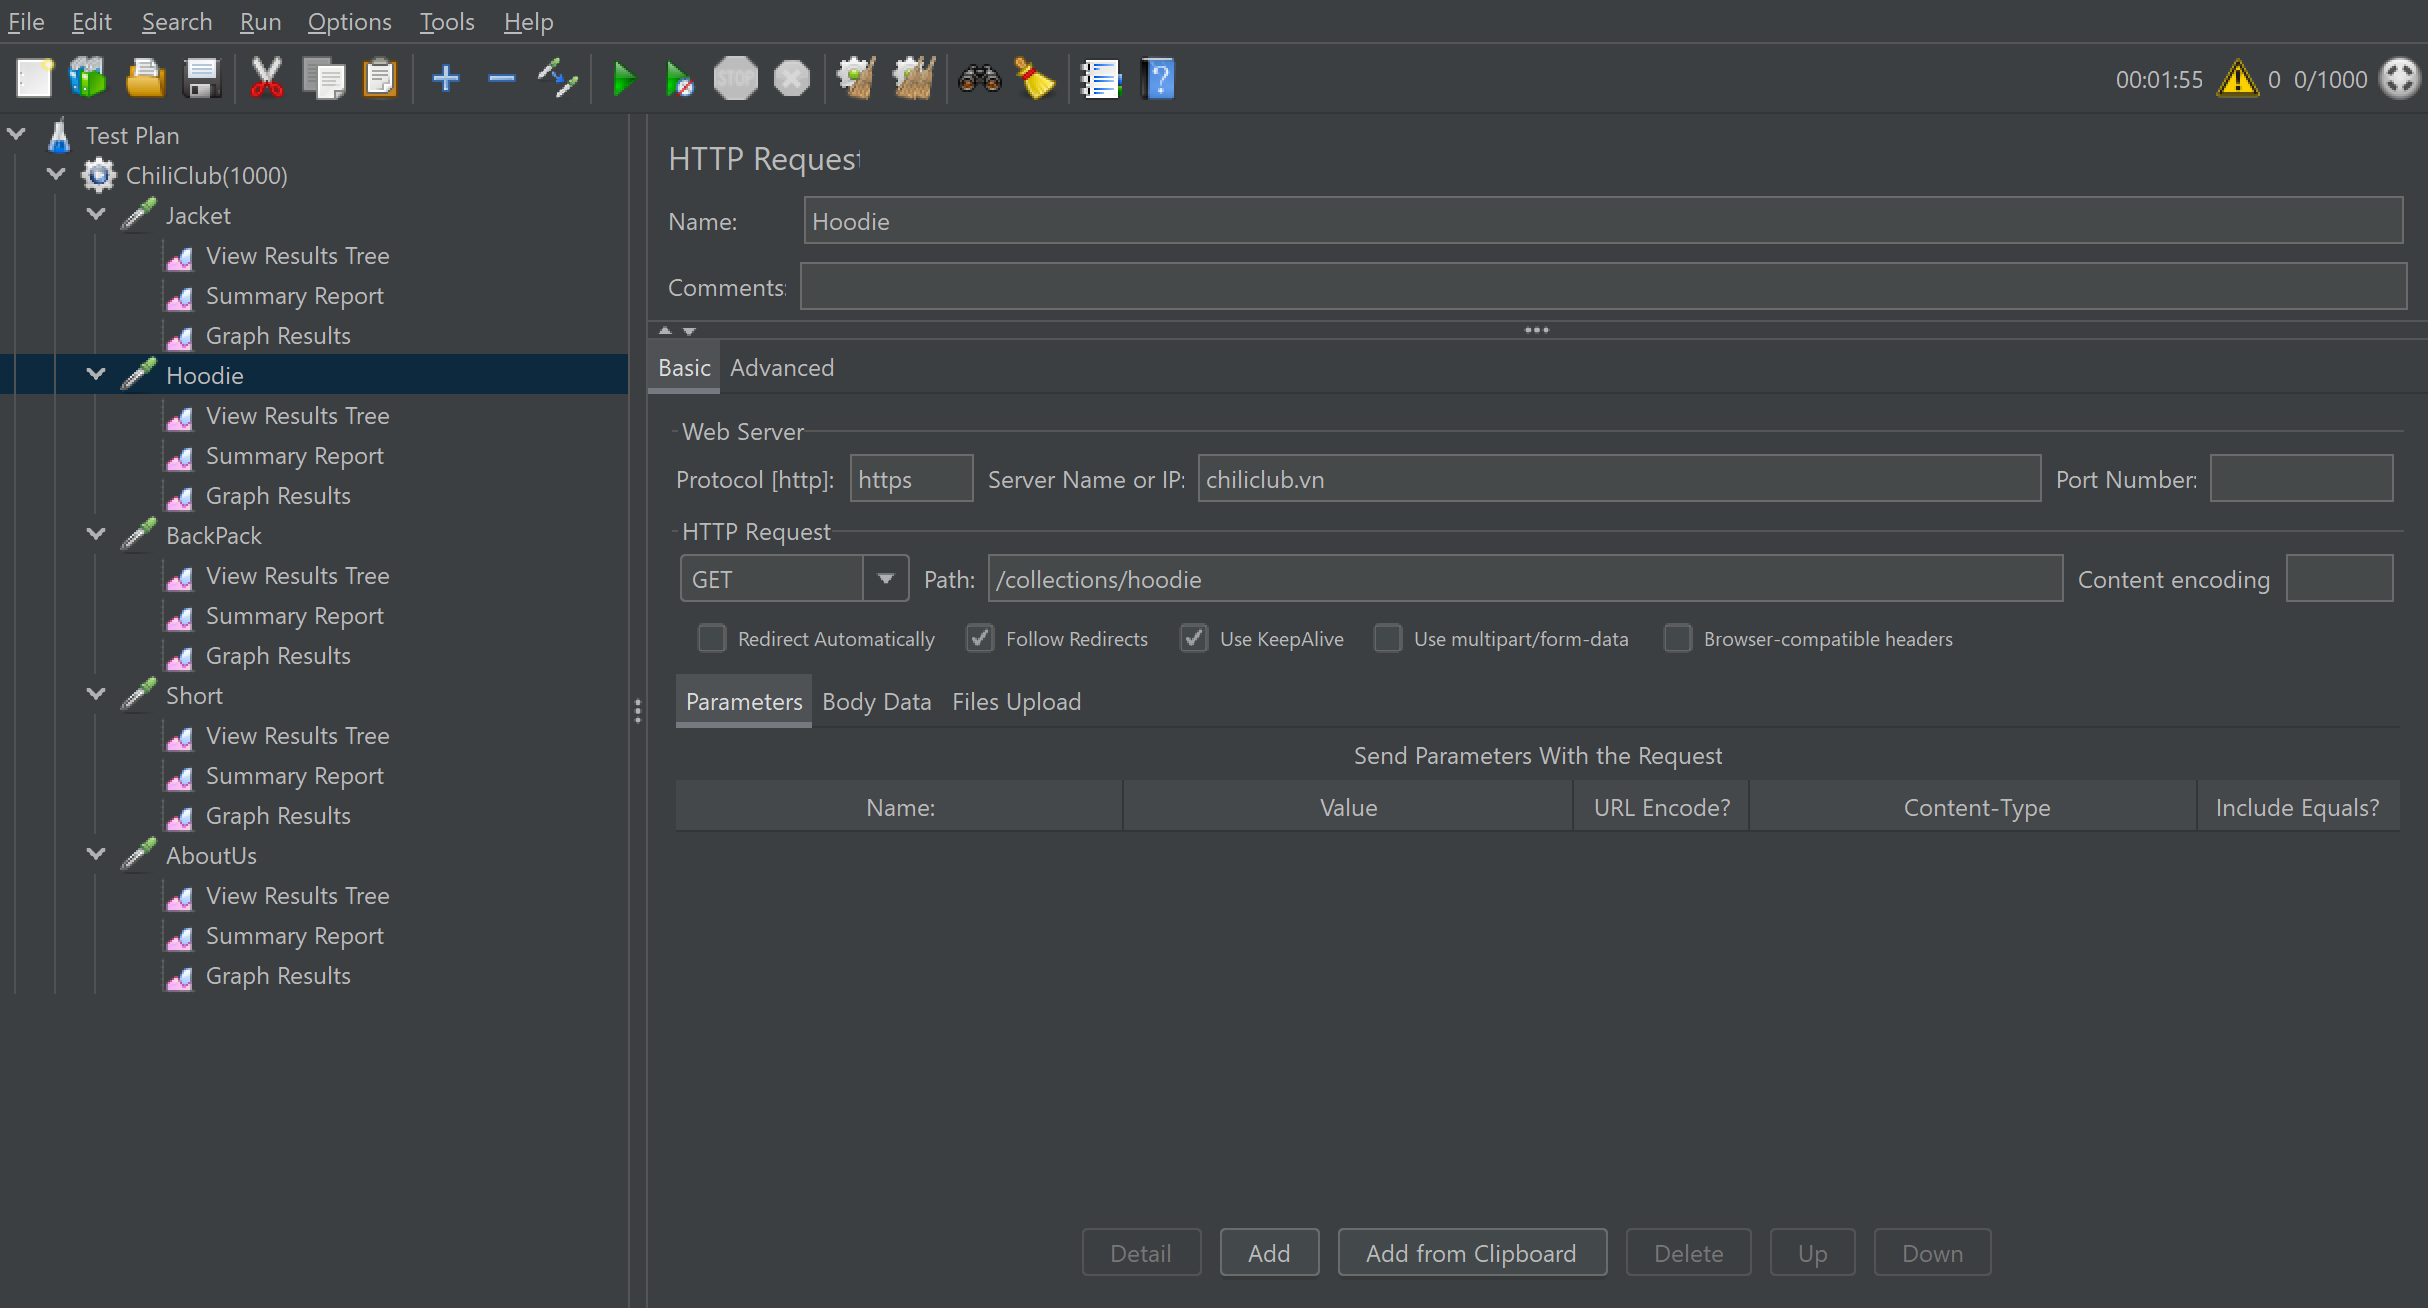 File Edit Search Run Options Tools Help
STOP
00:01:55 0 0/1000
Test Plan
ChiliClub(1000)
Jacket
View Results Tree
Summary Report
Graph Results
Hoodie
View Results Tree
Summary Report
Graph Results
BackPack
View Results Tree
Summary Report
Graph Results
Short
View Results Tree
Summary Report
Graph Results
AboutUs
View Results Tree
Summary Report
Graph Results
HTTP Request
Name: Hoodie
Comments:
Basic Advanced
Web Server
Protocol [http]: https Server Name or IP: chiliclub.vn Port Number:
HTTP Request
GET Path: /collections/hoodie Content encoding
Redirect Automatically Follow Redirects Use KeepAlive Use multipart/form-data Browser-compatible headers
Parameters Body Data Files Upload
Send Parameters With the Request
Name: Value URL Encode? Content-Type Include Equals?
Detail Add Add from Clipboard Delete Up Down